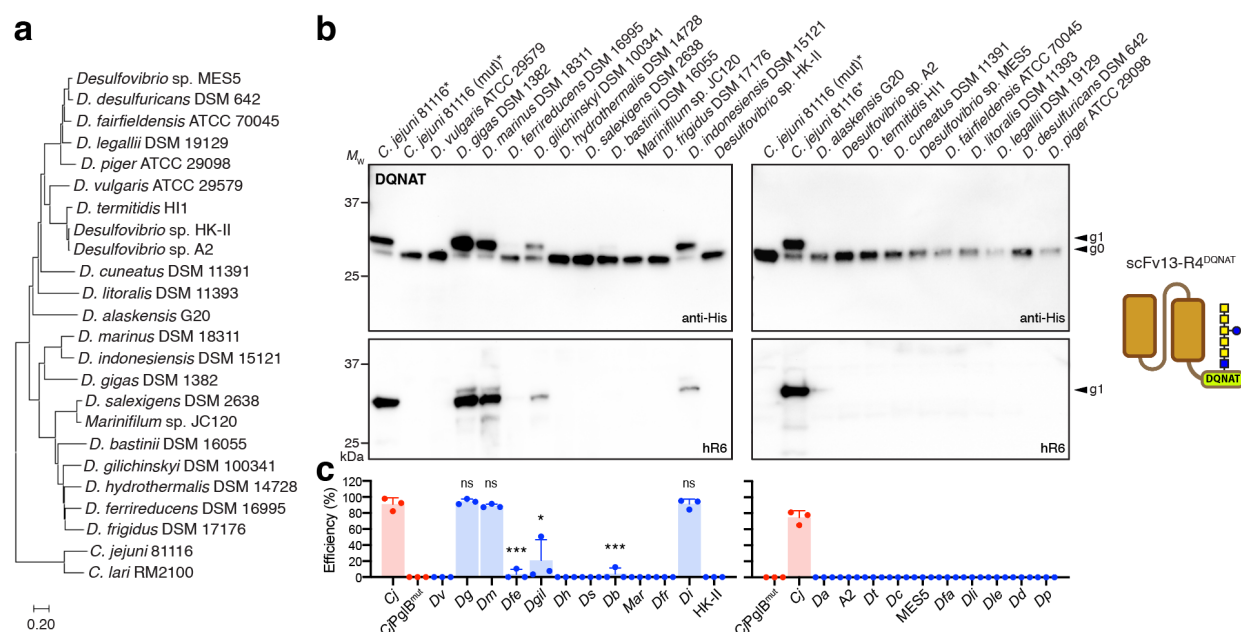 a
Desulfovibrio sp. MES5
D. desulfuricans DSM 642
D. fairfieldensis ATCC 70045
D. legallii DSM 19129
D. piger ATCC 29098
D. vulgaris ATCC 29579
D. termitidis HI1
Desulfovibrio sp. HK-II
Desulfovibrio sp. A2
D. cuneatus DSM 11391
D. litoralis DSM 11393
D. alaskensis G20
D. marinus DSM 18311
D. indonesiensis DSM 15121
D. gigas DSM 1382
D. salexigens DSM 2638
Marinifilum sp. JC120
D. bastinii DSM 16055
D. gilichinskyi DSM 100341
D. hydrothermalis DSM 14728
D. ferrireducens DSM 16995
D. frigidus DSM 17176
C. jejuni 81116
C. lari RM2100
0.20
b
C. jejuni 81116*
C. jejuni 81116 (mut)*
D. vulgaris ATCC 29579
D. gigas DSM 1382
D. marinus DSM 18311
D. ferrireducens DSM 16995
D. gilichinskyi DSM 100341
D. hydrothermalis DSM 14728
D. salexigens DSM 2638
D. bastinii DSM 16055
Marinifilum sp. JC120
D. frigidus DSM 17176
D. indonesiensis DSM 15121
Desulfovibrio sp. HK-II
C. jejuni 81116 (mut)*
C. jejuni 81116*
D. alaskensis G20
Desulfovibrio sp. A2
D. termitidis HI1
D. cuneatus DSM 11391
Desulfovibrio sp. MES5
D. fairfieldensis ATCC 70045
D. litoralis DSM 11393
D. legallii DSM 19129
D. desulfuricans DSM 642
D. piger ATCC 29098
MW
DQNAT
37
25
anti-His
anti-His
g1
g0
37
25
kDa
hR6
hR6
g1
scFv13-R4DQNAT
DQNAT
c
Efficiency (%)
120
100
80
60
40
20
0
ns ns *** * *** ns
Cj CjPglBmut Dv Dg Dm Dfe Dgil Dh Ds Db Mar Dfr Di HK-II
CjPglBmut Cj Da A2 Dt Dc MES5 Dfa Dli Dle Dd Dp